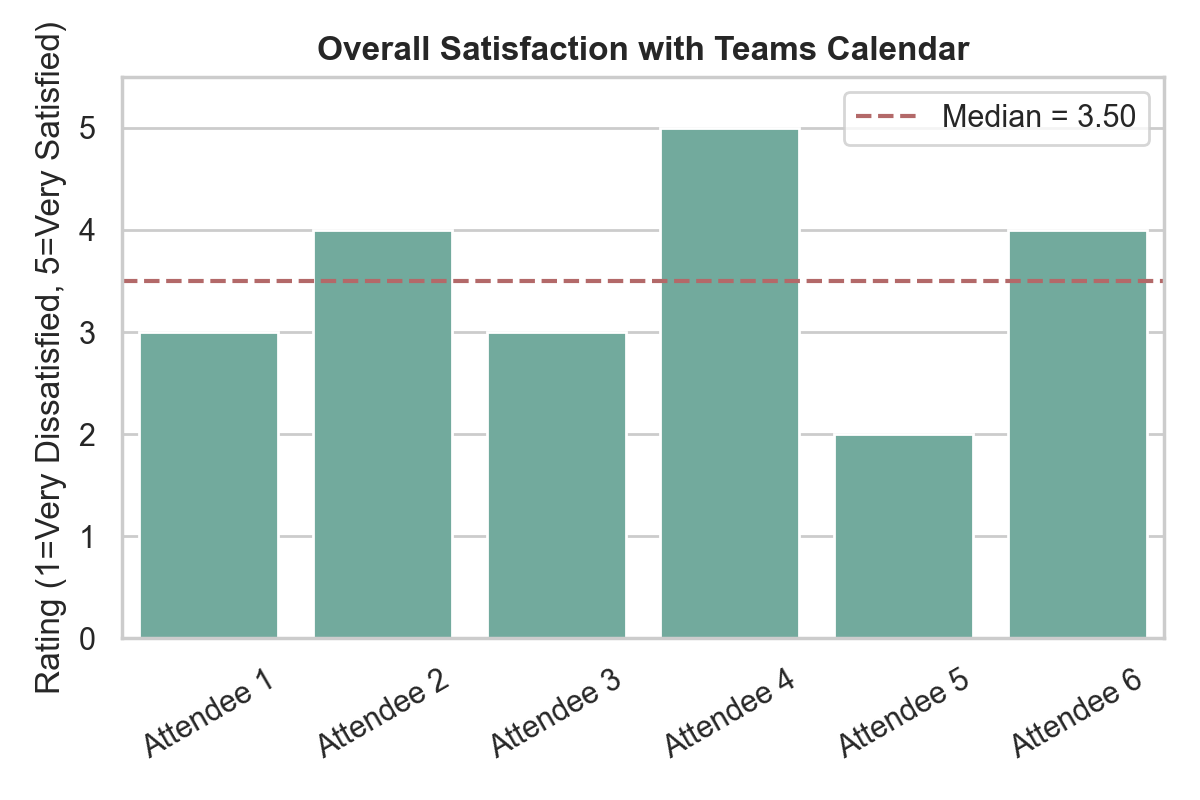 Overall Satisfaction with Teams Calendar
Rating (1=Very Dissatisfied, 5=Very Satisfied)
Median = 3.50
5
4
3
2
1
0
Attendee 1
Attendee 2
Attendee 3
Attendee 4
Attendee 5
Attendee 6